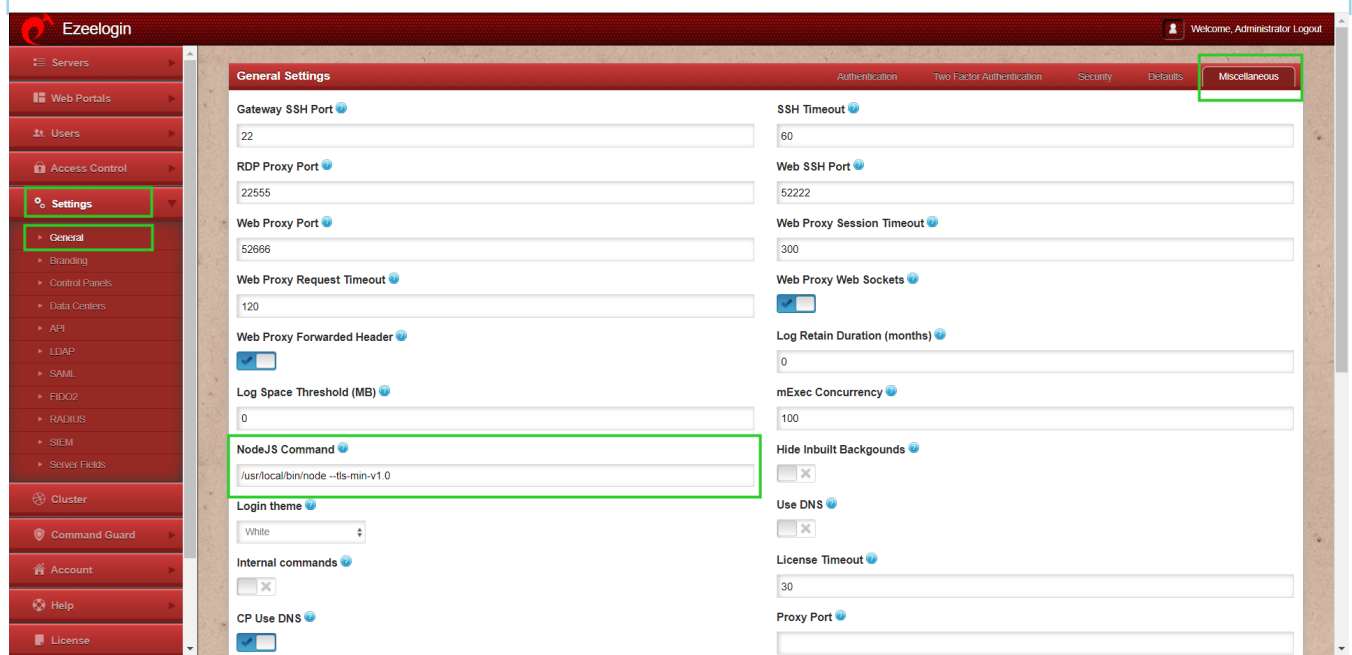 Ezeelogin
Welcome, Administrator Logout
Servers
Web Portals
Users
Access Control
Settings
General
Branding
Control Panels
Data Centers
API
LDAP
SAML
FIDO2
RADIUS
SIEM
Server Fields
Cluster
Command Guard
Account
Help
License
General Settings
Authentication
Two Factor Authentication
Security
Defaults
Miscellaneous
Gateway SSH Port
22
SSH Timeout
60
RDP Proxy Port
22555
Web SSH Port
52222
Web Proxy Port
52666
Web Proxy Session Timeout
300
Web Proxy Request Timeout
120
Web Proxy Web Sockets
Web Proxy Forwarded Header
Log Retain Duration (months)
0
Log Space Threshold (MB)
0
mExec Concurrency
100
NodeJS Command
/usr/local/bin/node --tls-min-v1.0
Hide Inbuilt Backgounds
Login theme
White
Use DNS
Internal commands
License Timeout
30
CP Use DNS
Proxy Port